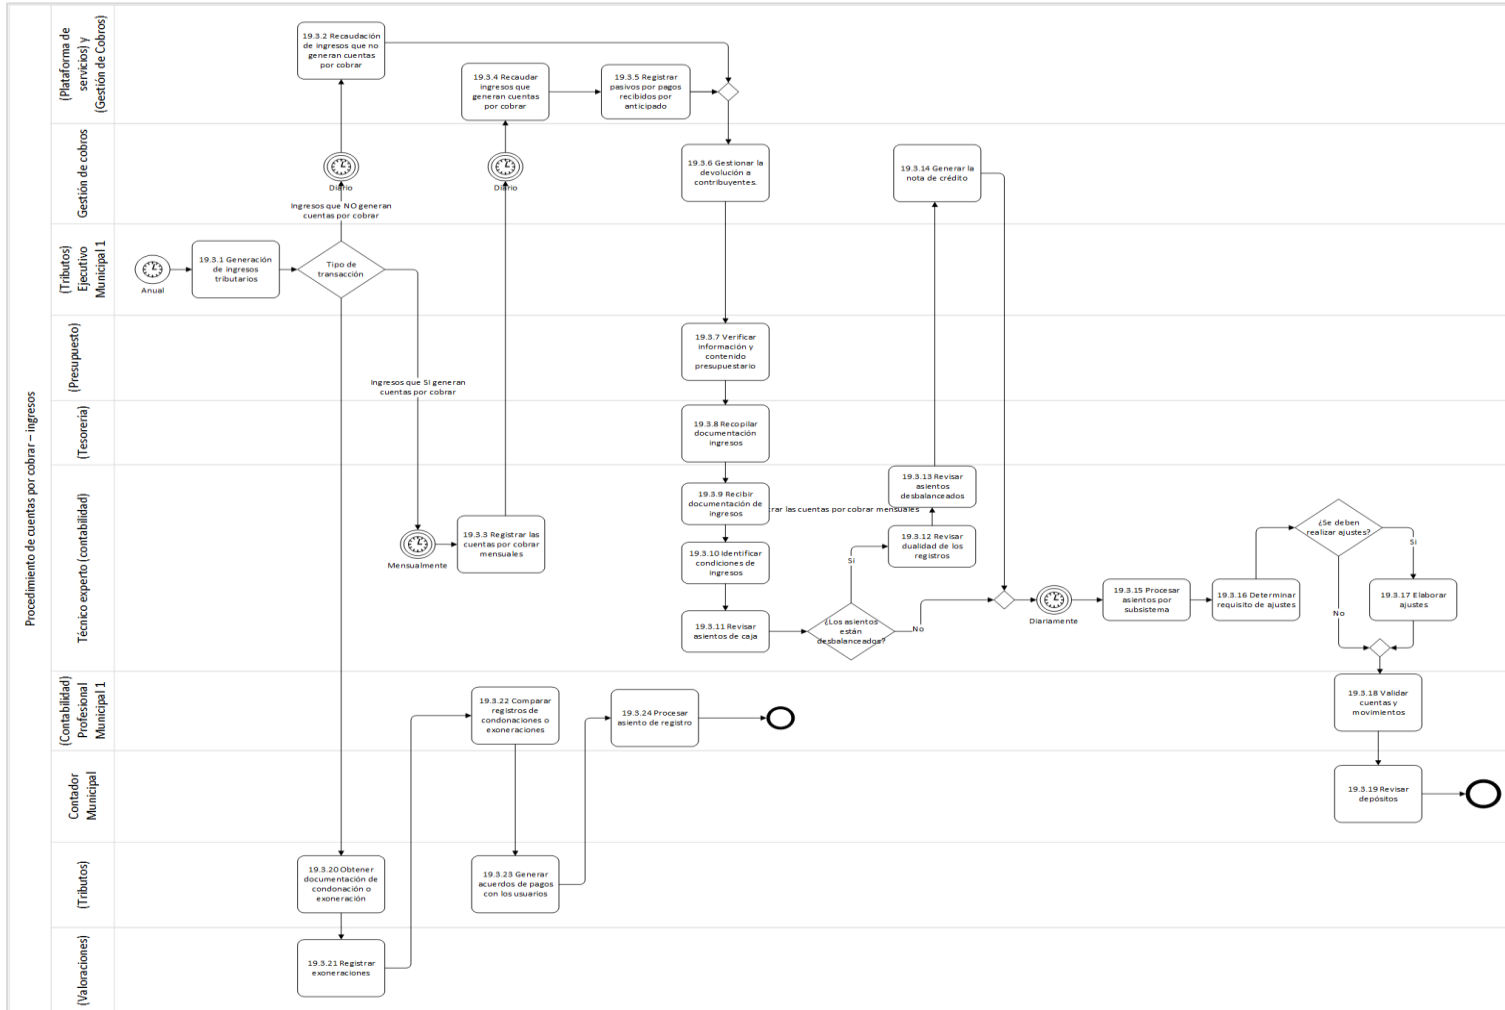 Procedimiento de cuentas por cobrar – ingresos
(Plataforma de
servicios) y
(Gestión de Cobros)
19.3.2 Recaudación
de ingresos que no
generan cuentas
por cobrar
19.3.4 Recaudar
ingresos que
generan cuentas
por cobrar
19.3.5 Registrar
pasivos por pagos
recibidos por
anticipado
Gestión de cobros
Diario
Ingresos que NO generan
cuentas por cobrar
Diario
19.3.6 Gestionar la
devolución a
contribuyentes.
19.3.14 Generar la
nota de crédito
(Tributos)
Ejecutivo
Municipal 1
Anual
19.3.1 Generación
de ingresos
tributarios
Tipo de
transacción
(Presupuesto)
Ingresos que SI generan
cuentas por cobrar
19.3.7 Verificar
información y
contenido
presupuestario
(Tesorería)
19.3.8 Recopilar
documentación
ingresos
Técnico experto (contabilidad)
Mensualmente
19.3.3 Registrar las
cuentas por cobrar
mensuales
19.3.9 Recibir
documentación de
ingresos
rar las cuentas por cobrar mensuales
19.3.10 Identificar
condiciones de
ingresos
19.3.11 Revisar
asientos de caja
¿Los asientos
están
desbalanceados?
Si
No
19.3.12 Revisar
dualidad de los
registros
19.3.13 Revisar
asientos
desbalanceados
Diariamente
19.3.15 Procesar
asientos por
subsistema
19.3.16 Determinar
requisito de ajustes
¿Se deben
realizar ajustes?
Si
No
19.3.17 Elaborar
ajustes
(Contabilidad)
Profesional
Municipal 1
19.3.22 Comparar
registros de
condonaciones o
exoneraciones
19.3.24 Procesar
asiento de registro
19.3.18 Validar
cuentas y
movimientos
Contador
Municipal
19.3.19 Revisar
depósitos
(Tributos)
19.3.20 Obtener
documentación de
condonación o
exoneración
19.3.23 Generar
acuerdos de pagos
con los usuarios
(Valoraciones)
19.3.21 Registrar
exoneraciones